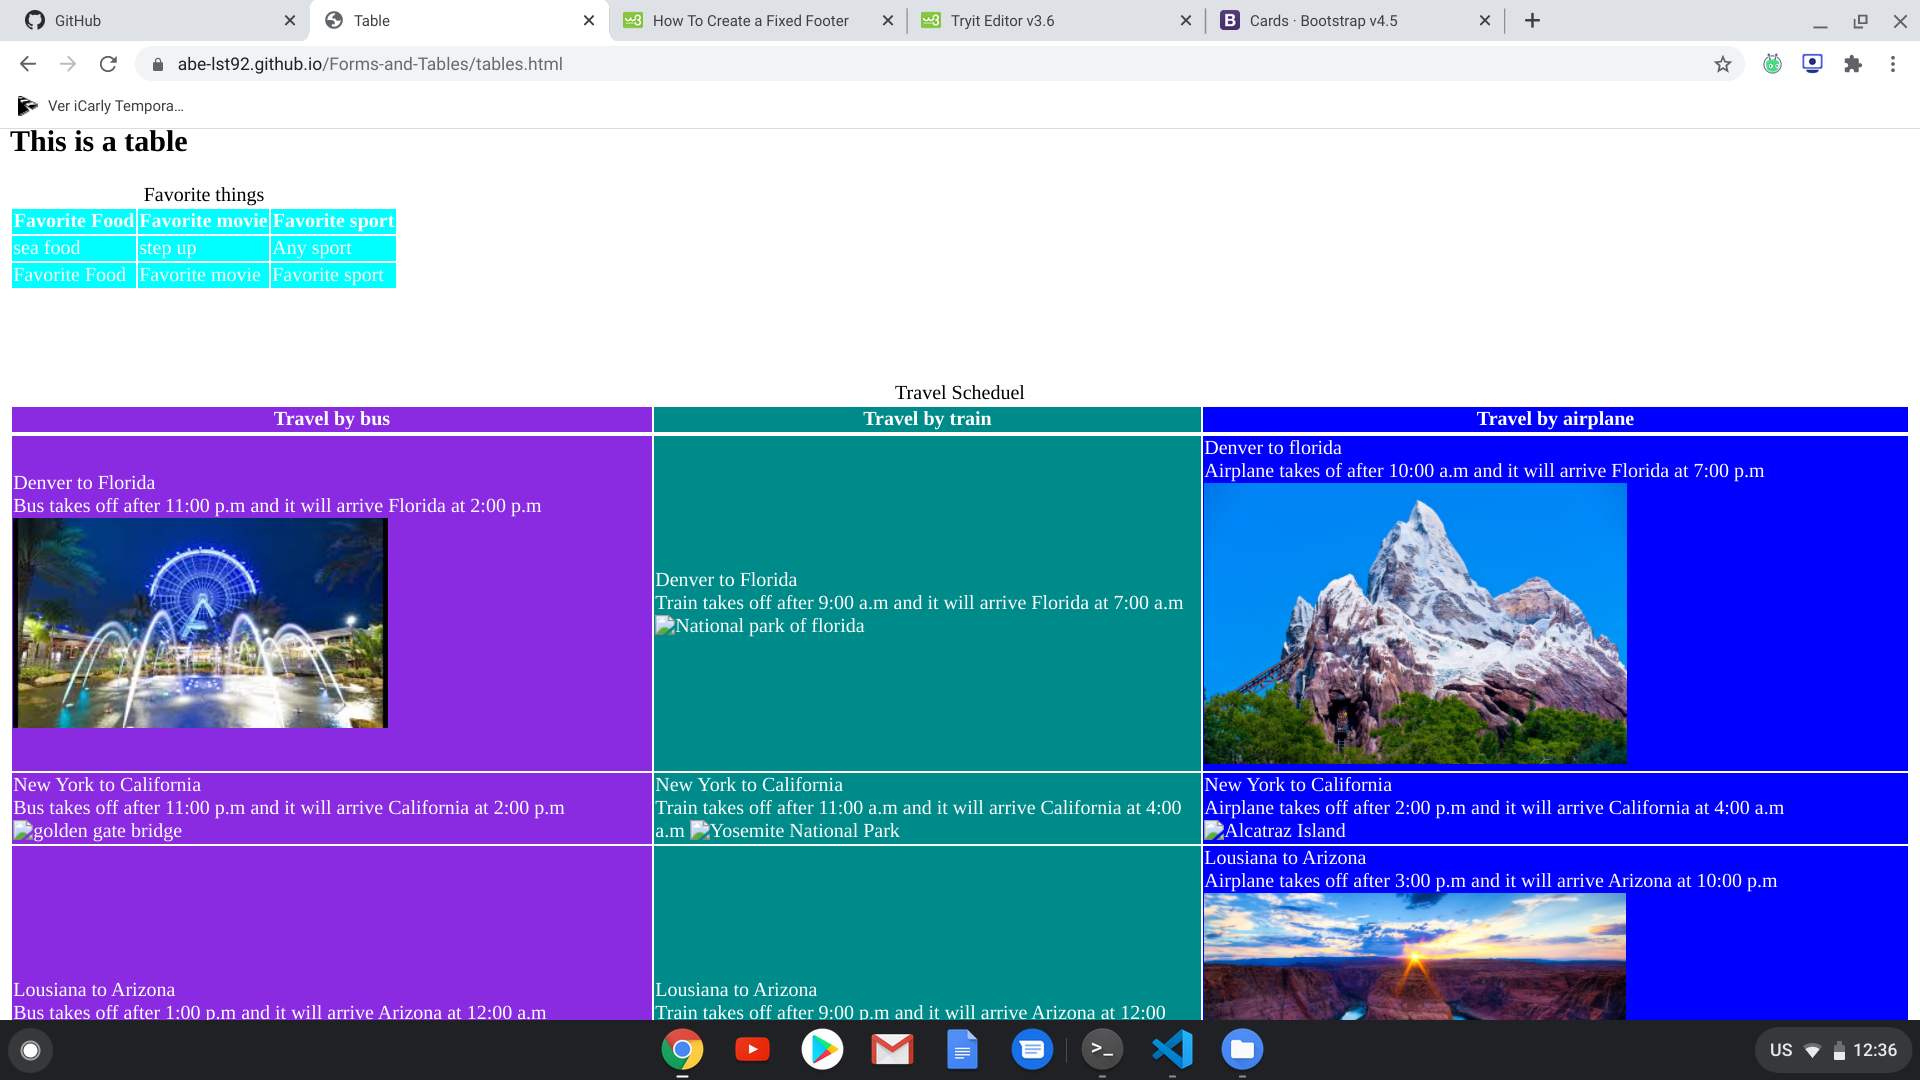 GitHub
Table
How To Create a Fixed Footer
Tryit Editor v3.6
Cards · Bootstrap v4.5
abe-lst92.github.io/Forms-and-Tables/tables.html
Ver iCarly Tempora...
This is a table
Favorite things
Favorite Food Favorite movie Favorite sport
sea food step up Any sport
Favorite Food Favorite movie Favorite sport
Travel Scheduel
Travel by bus Travel by train Travel by airplane
Denver to Florida
Bus takes off after 11:00 p.m and it will arrive Florida at 2:00 p.m
Denver to Florida
Train takes off after 9:00 a.m and it will arrive Florida at 7:00 a.m
National park of florida
Denver to florida
Airplane takes of after 10:00 a.m and it will arrive Florida at 7:00 p.m
New York to California
Bus takes off after 11:00 p.m and it will arrive California at 2:00 p.m
golden gate bridge
New York to California
Train takes off after 11:00 a.m and it will arrive California at 4:00
a.m Yosemite National Park
New York to California
Airplane takes off after 2:00 p.m and it will arrive California at 4:00 a.m
Alcatraz Island
Lousiana to Arizona
Bus takes off after 1:00 p.m and it will arrive Arizona at 12:00 a.m
Lousiana to Arizona
Train takes off after 9:00 p.m and it will arrive Arizona at 12:00
Lousiana to Arizona
Airplane takes off after 3:00 p.m and it will arrive Arizona at 10:00 p.m
US 12:36